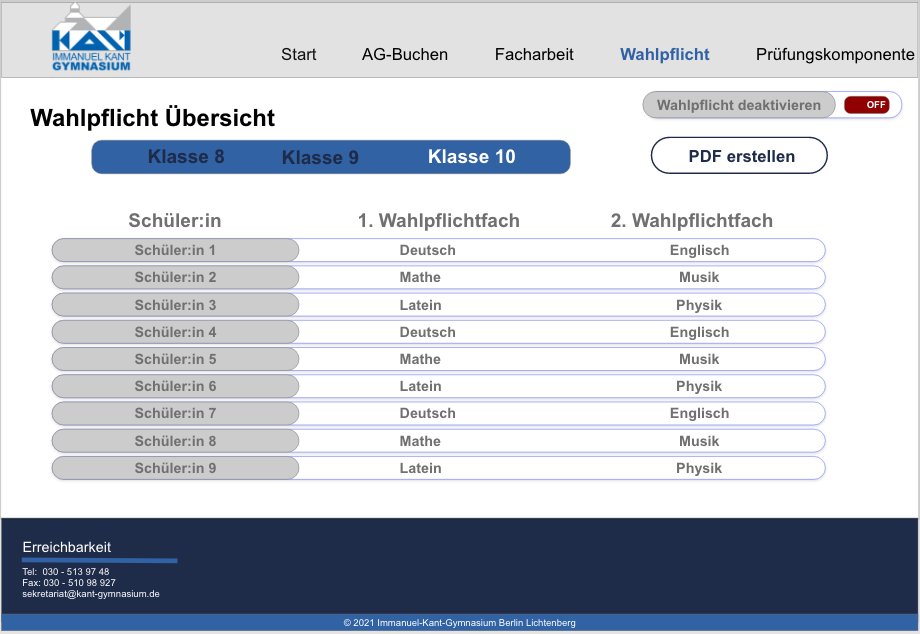 KANT
IMMANUEL KANT
GYMNASIUM
Start AG-Buchen Facharbeit Wahlpflicht Prüfungskomponente
Wahlpflicht deaktivieren OFF
Wahlpflicht Übersicht
Klasse 8 Klasse 9 Klasse 10 PDF erstellen
Schüler:in 1. Wahlpflichtfach 2. Wahlpflichtfach
Schüler:in 1 Deutsch Englisch
Schüler:in 2 Mathe Musik
Schüler:in 3 Latein Physik
Schüler:in 4 Deutsch Englisch
Schüler:in 5 Mathe Musik
Schüler:in 6 Latein Physik
Schüler:in 7 Deutsch Englisch
Schüler:in 8 Mathe Musik
Schüler:in 9 Latein Physik
Erreichbarkeit
Tel: 030 - 513 97 48
Fax: 030 - 510 98 927
sekretariat@kant-gymnasium.de
© 2021 Immanuel-Kant-Gymnasium Berlin Lichtenberg